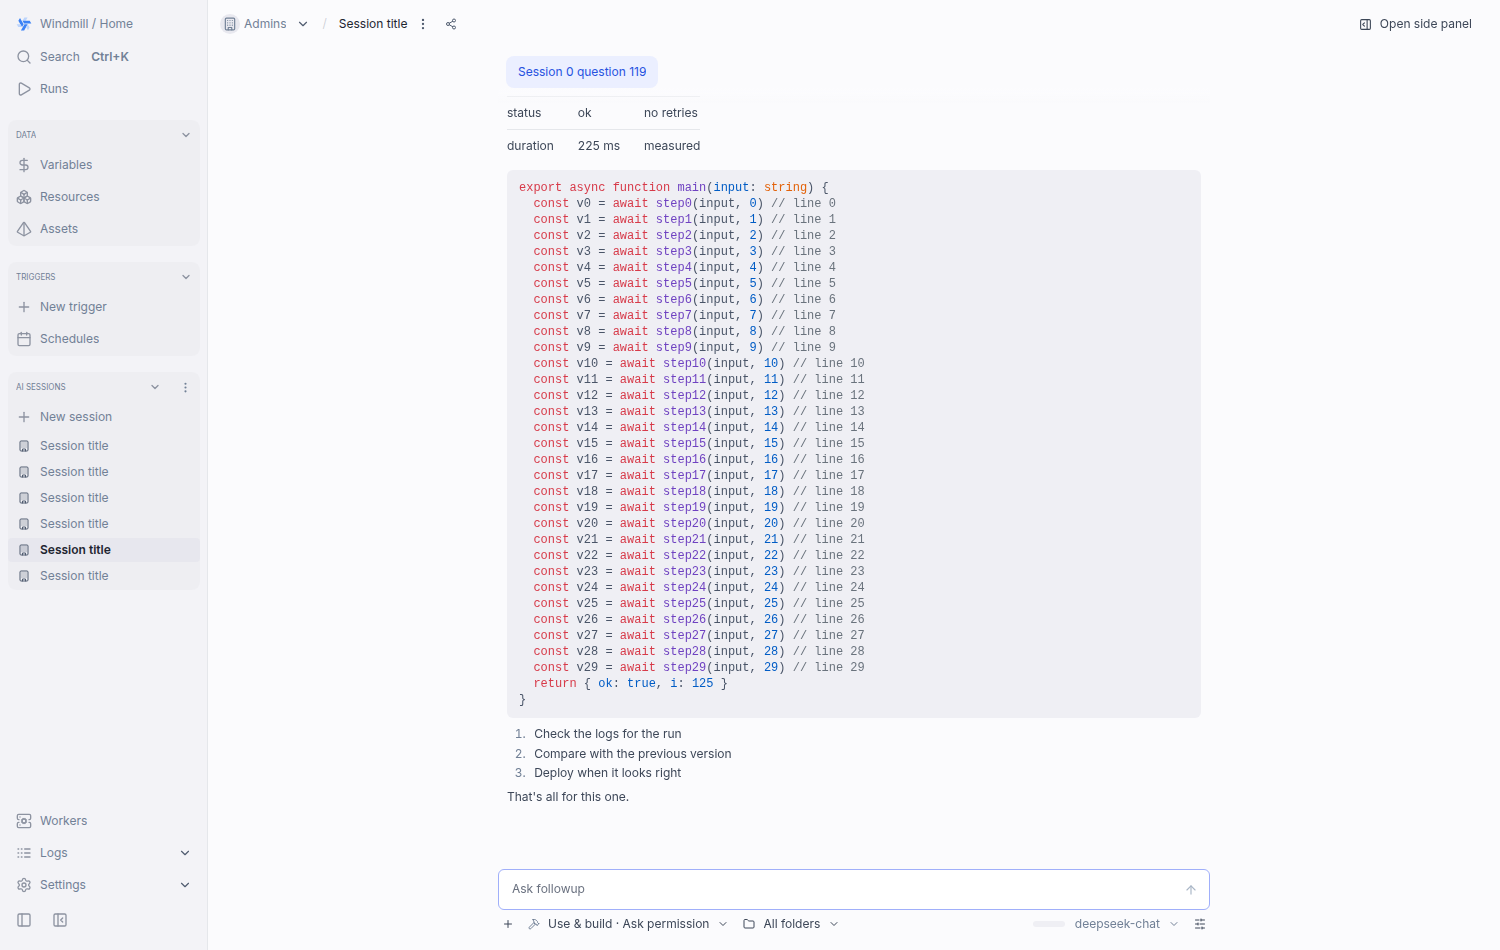 Windmill / Home
Search Ctrl+K
Runs
DATA
Variables
Resources
Assets
TRIGGERS
New trigger
Schedules
AI SESSIONS
New session
Session title
Session title
Session title
Session title
Session title
Session title
Workers
Logs
Settings
Admins / Session title
Open side panel
Session 0 question 119
status ok no retries
duration 225 ms measured
export async function main(input: string) {
  const v0 = await step0(input, 0) // line 0
  const v1 = await step1(input, 1) // line 1
  const v2 = await step2(input, 2) // line 2
  const v3 = await step3(input, 3) // line 3
  const v4 = await step4(input, 4) // line 4
  const v5 = await step5(input, 5) // line 5
  const v6 = await step6(input, 6) // line 6
  const v7 = await step7(input, 7) // line 7
  const v8 = await step8(input, 8) // line 8
  const v9 = await step9(input, 9) // line 9
  const v10 = await step10(input, 10) // line 10
  const v11 = await step11(input, 11) // line 11
  const v12 = await step12(input, 12) // line 12
  const v13 = await step13(input, 13) // line 13
  const v14 = await step14(input, 14) // line 14
  const v15 = await step15(input, 15) // line 15
  const v16 = await step16(input, 16) // line 16
  const v17 = await step17(input, 17) // line 17
  const v18 = await step18(input, 18) // line 18
  const v19 = await step19(input, 19) // line 19
  const v20 = await step20(input, 20) // line 20
  const v21 = await step21(input, 21) // line 21
  const v22 = await step22(input, 22) // line 22
  const v23 = await step23(input, 23) // line 23
  const v24 = await step24(input, 24) // line 24
  const v25 = await step25(input, 25) // line 25
  const v26 = await step26(input, 26) // line 26
  const v27 = await step27(input, 27) // line 27
  const v28 = await step28(input, 28) // line 28
  const v29 = await step29(input, 29) // line 29
  return { ok: true, i: 125 }
}
1. Check the logs for the run
2. Compare with the previous version
3. Deploy when it looks right
That's all for this one.
Ask followup
Use & build · Ask permission All folders deepseek-chat